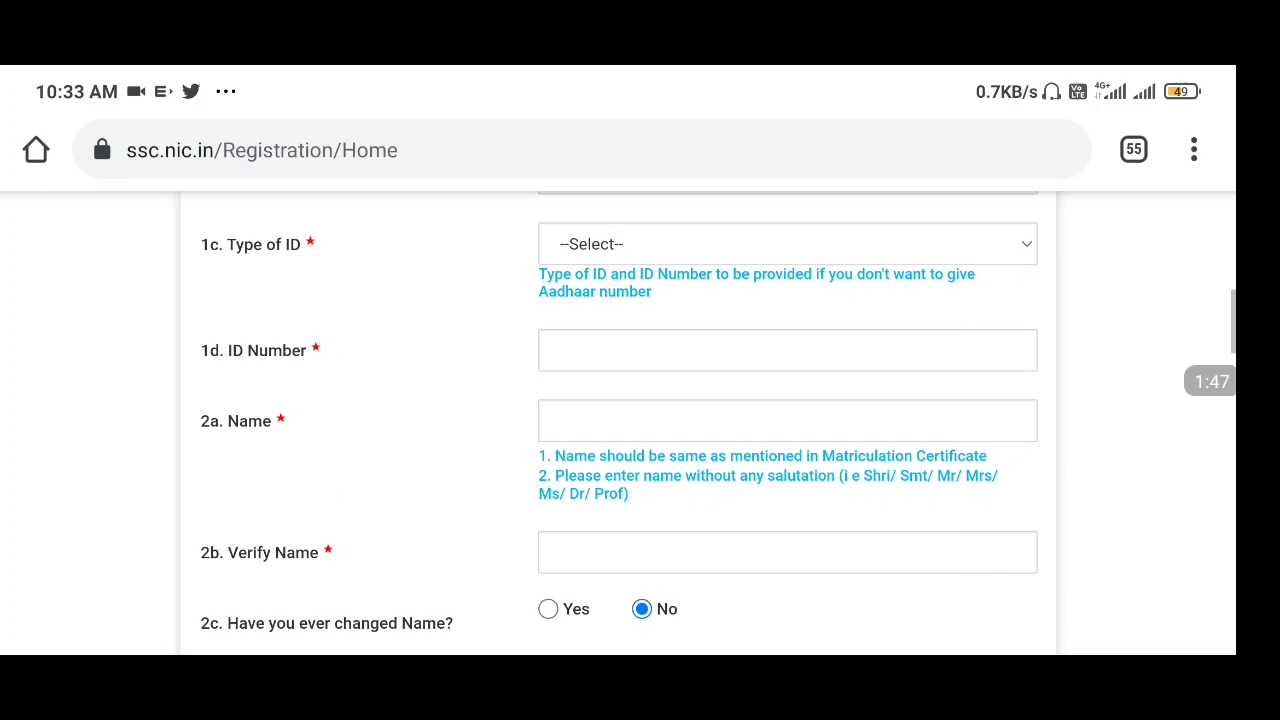 10:33 AM ... 0.7KB/s Vo LTE 4G+ 49
ssc.nic.in/Registration/Home 55
1c. Type of ID * --Select--
Type of ID and ID Number to be provided if you don't want to give
Aadhaar number
1d. ID Number *
1:47
2a. Name *
1. Name should be same as mentioned in Matriculation Certificate
2. Please enter name without any salutation (i e Shri/ Smt/ Mr/ Mrs/
Ms/ Dr/ Prof)
2b. Verify Name *
2c. Have you ever changed Name? Yes No